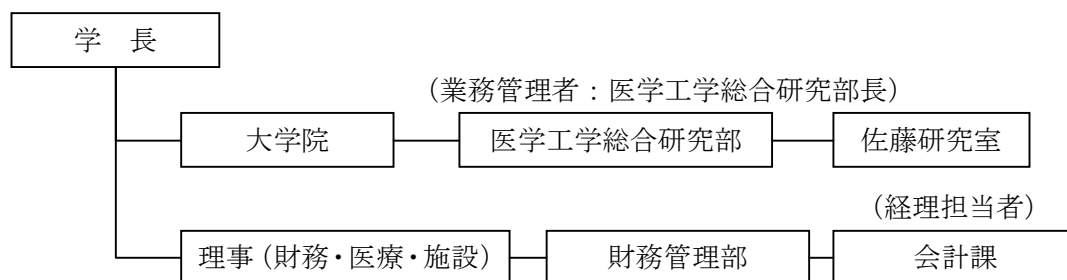 学　長
（業務管理者：医学工学総合研究部長）
大学院　医学工学総合研究部　佐藤研究室
（経理担当者）
理事（財務・医療・施設）　財務管理部　会計課